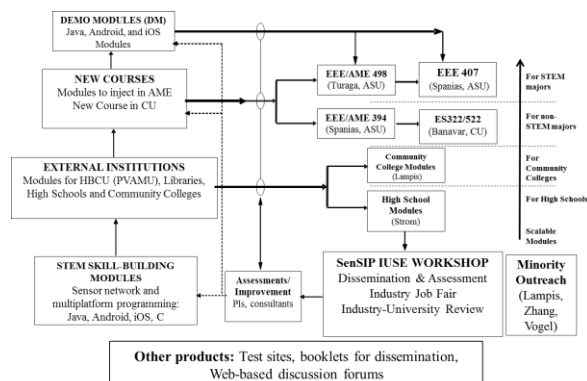 DEMO MODULES (DM)
Java, Android, and iOS
Modules
NEW COURSES
Modules to inject in AME
New Course in CU
EXTERNAL INSTITUTIONS
Modules for HBCU (PVAMU), Libraries,
High Schools and Community Colleges
STEM SKILL-BUILDING
MODULES
Sensor network and
multiplatform programming:
Java, Android, iOS, C
EEE/AME 498
(Turaga, ASU)
EEE 407
(Spanias, ASU)
EEE/AME 394
(Spanias, ASU)
ES322/522
(Banavar, CU)
Community
College Modules
(Lampis)
High School
Modules
(Strom)
For STEM
majors
For non-
STEM majors
For
Community
Colleges
For High Schools
Scalable
Modules
Assessments/
Improvement
PIs, consultants
SenSIP IUSE WORKSHOP
Dissemination & Assessment
Industry Job Fair
Industry-University Review
Minority
Outreach
(Lampis,
Zhang,
Vogel)
Other products: Test sites, booklets for dissemination,
Web-based discussion forums